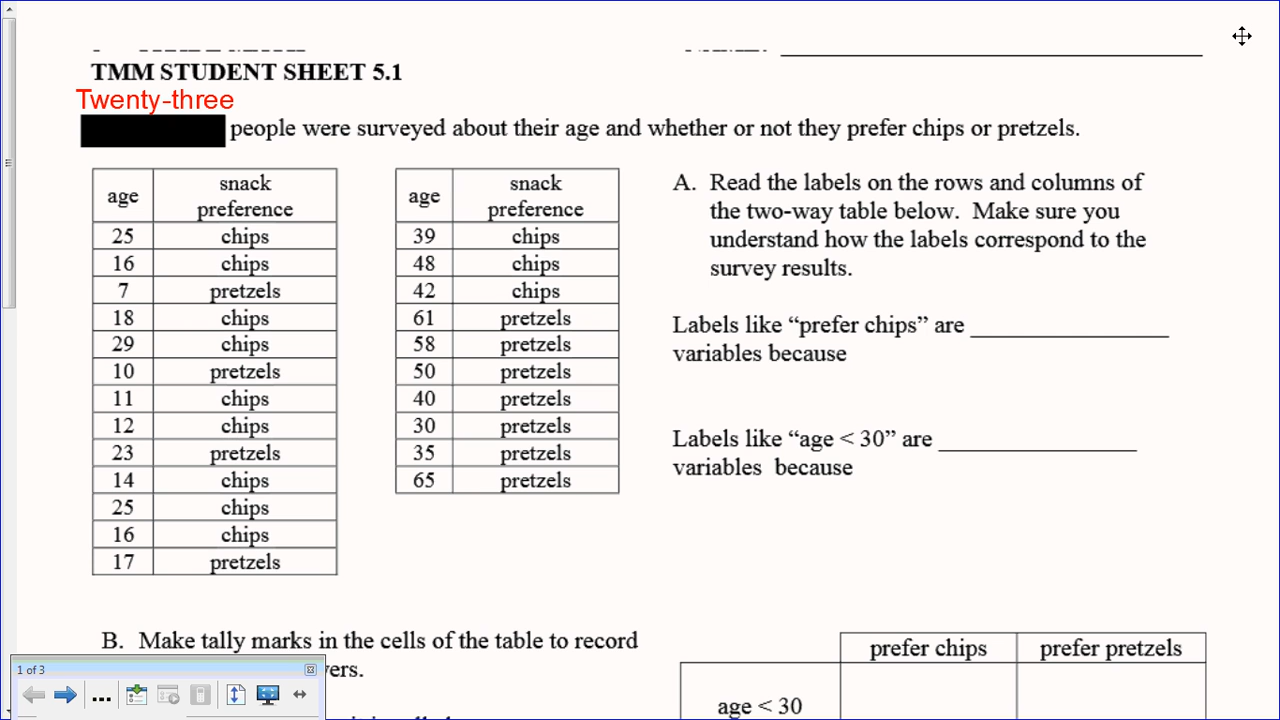 TMM STUDENT SHEET 5.1
Twenty-three
people were surveyed about their age and whether or not they prefer chips or pretzels.
age snack preference
25 chips
16 chips
7 pretzels
18 chips
29 chips
10 pretzels
11 chips
12 chips
23 pretzels
14 chips
25 chips
16 chips
17 pretzels
age snack preference
39 chips
48 chips
42 chips
61 pretzels
58 pretzels
50 pretzels
40 pretzels
30 pretzels
35 pretzels
65 pretzels
A. Read the labels on the rows and columns of
the two-way table below. Make sure you
understand how the labels correspond to the
survey results.
Labels like “prefer chips” are __________________
variables because
Labels like “age < 30” are __________________
variables because
B. Make tally marks in the cells of the table to record
vers.
prefer chips prefer pretzels
age < 30
1 of 3